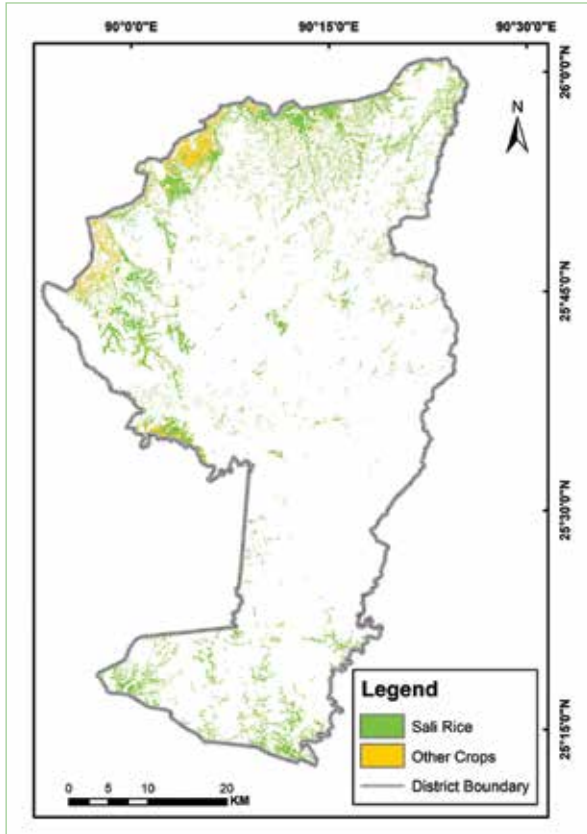 90°0'0"E 90°15'0"E 90°30'0"E
26°0'0"N
N
25°45'0"N
25°30'0"N
25°15'0"N
Legend
Sali Rice
Other Crops
District Boundary
0 5 10 20
KM